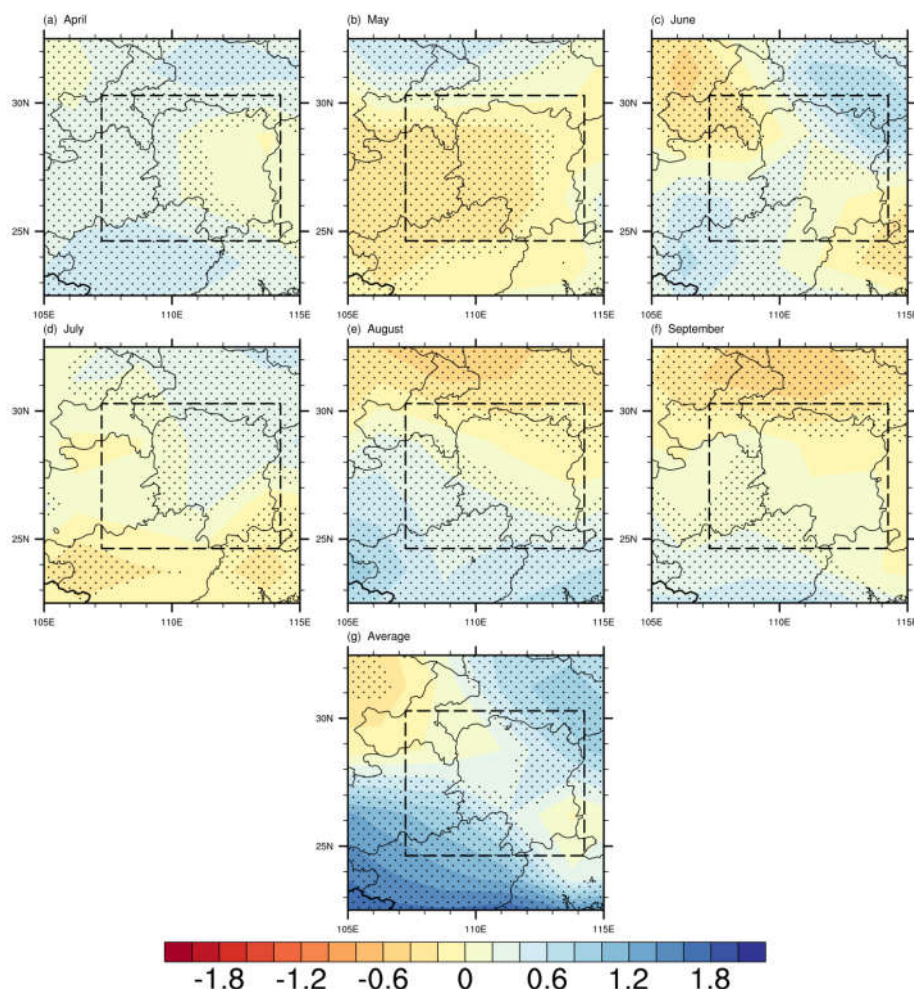 (a) April
(b) May
(c) June
30N
25N
30N
25N
30N
25N
105E
110E
115E
105E
110E
115E
105E
110E
115E
(d) July
(e) August
(f) September
30N
25N
30N
25N
30N
25N
105E
110E
115E
105E
110E
115E
105E
110E
115E
(g) Average
30N
25N
105E
110E
115E
-1.8
-1.2
-0.6
0
0.6
1.2
1.8